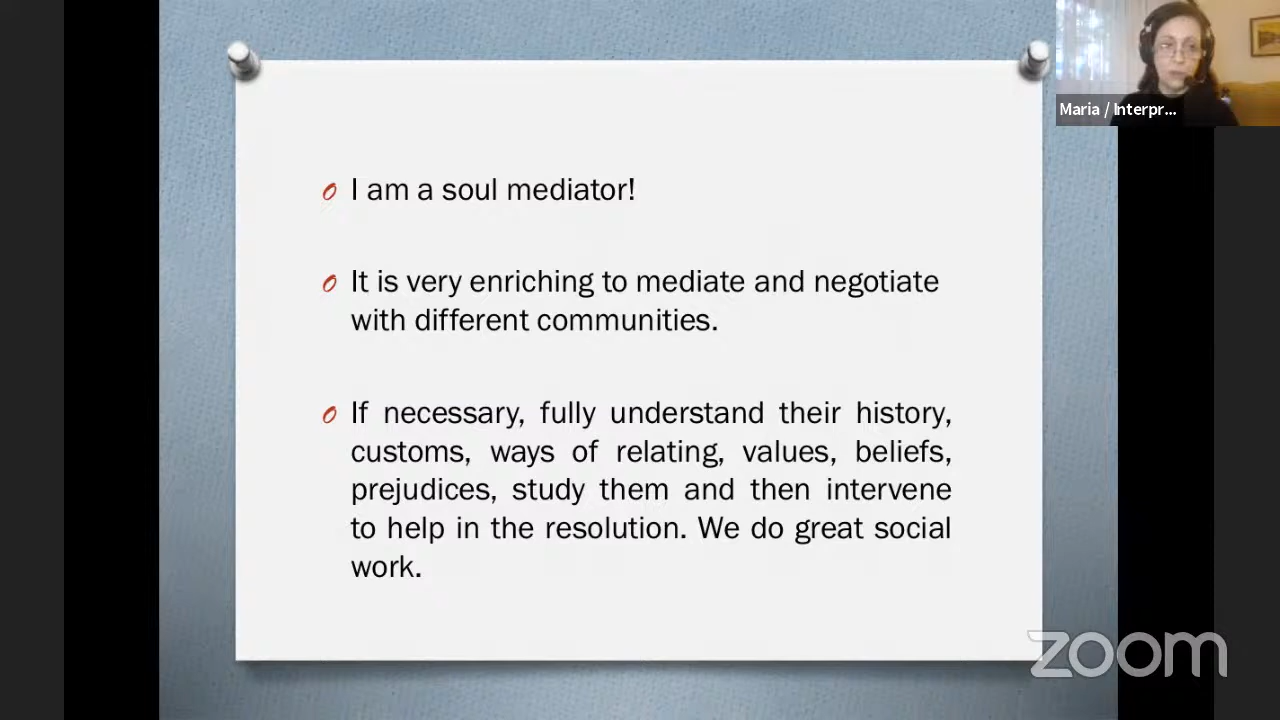 Maria / Interpr...
I am a soul mediator!
It is very enriching to mediate and negotiate
with different communities.
If necessary, fully understand their history,
customs, ways of relating, values, beliefs,
prejudices, study them and then intervene
to help in the resolution. We do great social
work.
zoom